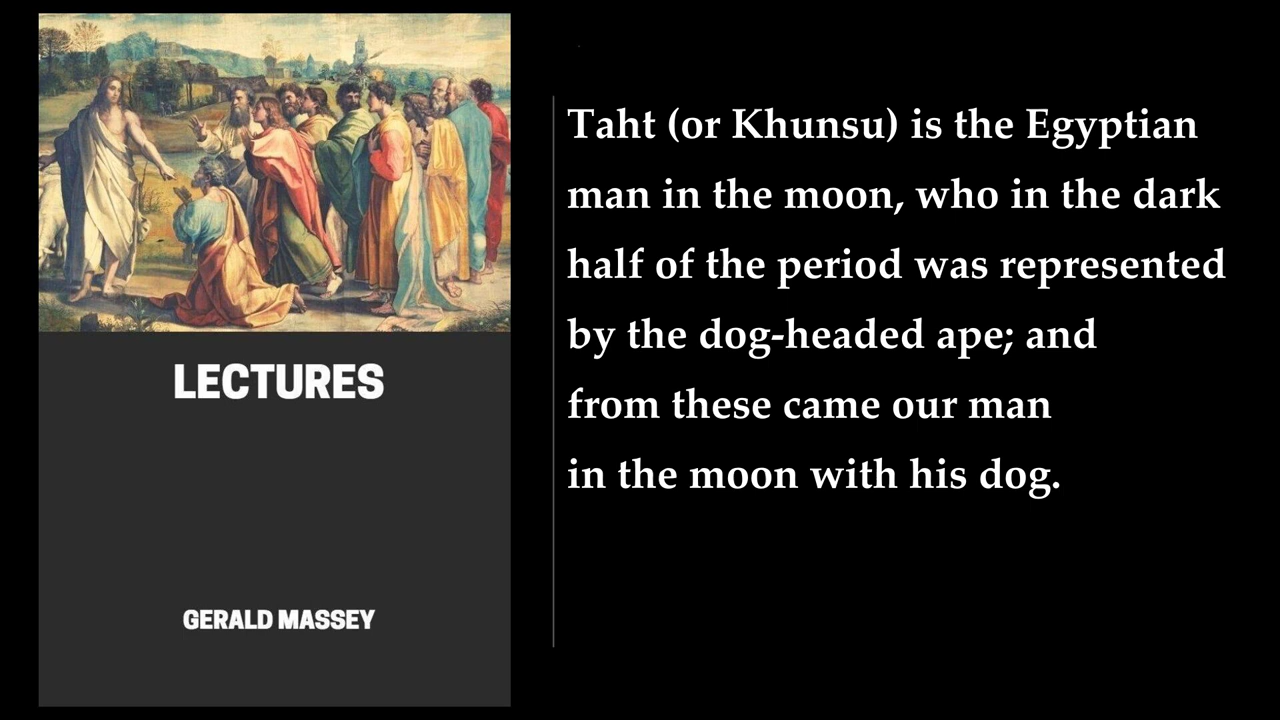 LECTURES
GERALD MASSEY
Taht (or Khunsu) is the Egyptian
man in the moon, who in the dark
half of the period was represented
by the dog-headed ape; and
from these came our man
in the moon with his dog.